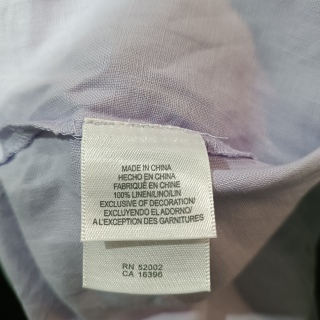 MADE IN CHINA
HECHO EN CHINA
FABRIQUÉ EN CHINE
100% LINEN/LINO/LIN
EXCLUSIVE OF DECORATION/
EXCLUYENDO EL ADORNO/
A L'EXCEPTION DES GARNITURES
RN 52002
CA 16396